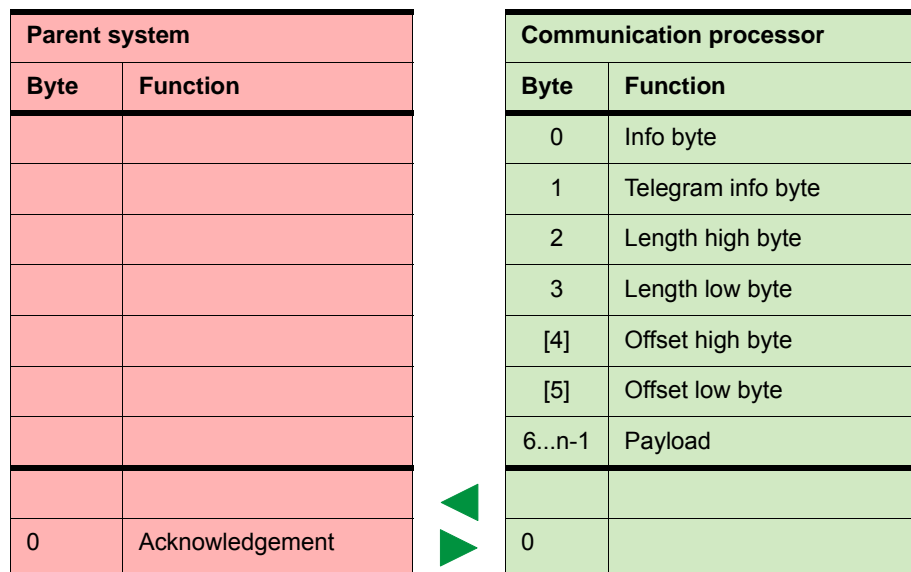 Parent system Communication processor
Byte Function Byte Function
0 Info byte
1 Telegram info byte
2 Length high byte
3 Length low byte
[4] Offset high byte
[5] Offset low byte
6...n-1 Payload
0 Acknowledgement 0